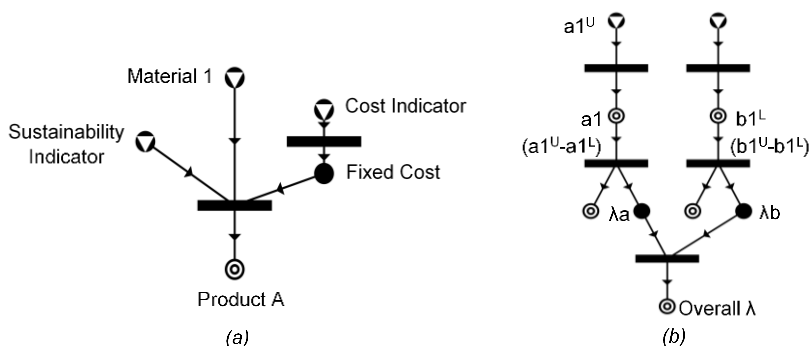 Material 1
Cost Indicator
Sustainability
Indicator
Fixed Cost
Product A
(a)
a1ᵁ
a1
b1ᴸ
(a1ᵁ-a1ᴸ)
(b1ᵁ-b1ᴸ)
λa
λb
Overall λ
(b)